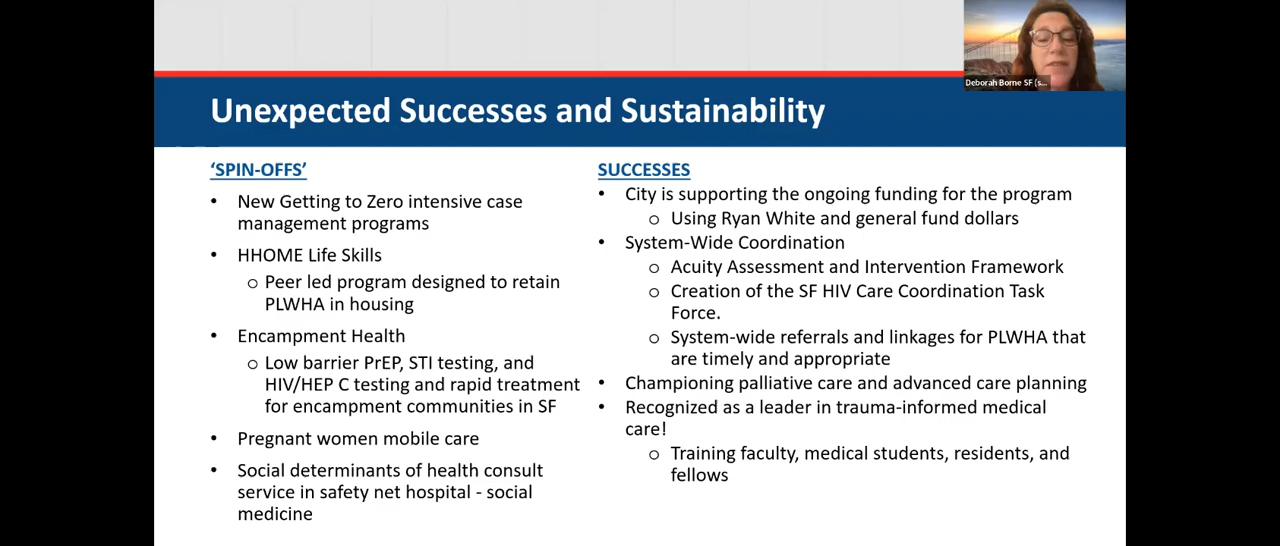 Deborah Borne SF (s...
Unexpected Successes and Sustainability
‘SPIN-OFFS’
• New Getting to Zero intensive case
management programs
• HHOME Life Skills
o Peer led program designed to retain
PLWHA in housing
• Encampment Health
o Low barrier PrEP, STI testing, and
HIV/HEP C testing and rapid treatment
for encampment communities in SF
• Pregnant women mobile care
• Social determinants of health consult
service in safety net hospital - social
medicine
SUCCESSES
• City is supporting the ongoing funding for the program
o Using Ryan White and general fund dollars
• System-Wide Coordination
o Acuity Assessment and Intervention Framework
o Creation of the SF HIV Care Coordination Task
Force.
o System-wide referrals and linkages for PLWHA that
are timely and appropriate
• Championing palliative care and advanced care planning
• Recognized as a leader in trauma-informed medical
care!
o Training faculty, medical students, residents, and
fellows